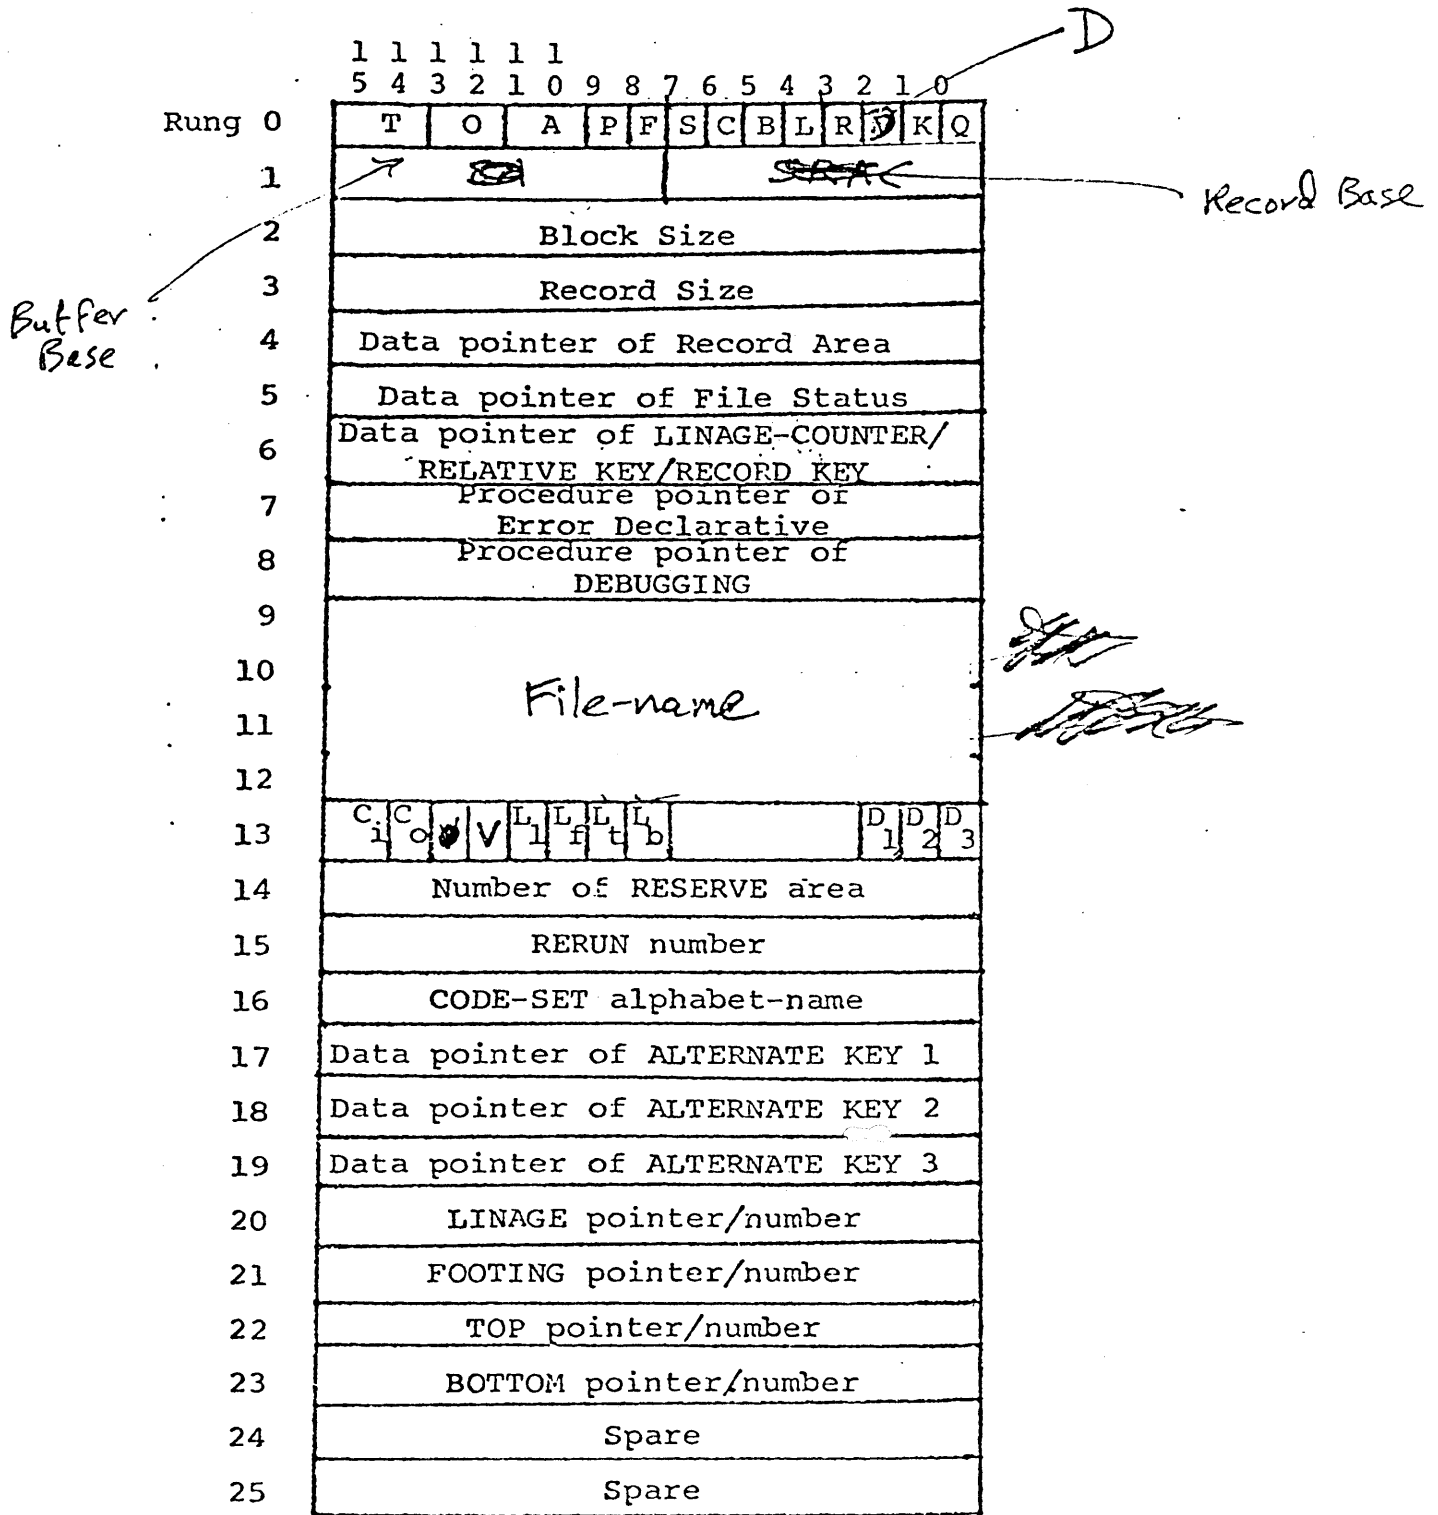 D
1 1 1 1 1 1
5 4 3 2 1 0 9 8 7 6 5 4 3 2 1 0
Rung 0 T O A P F S C B L R K Q
1
Record Base
2 Block Size
3 Record Size
Buffer
Base
4 Data pointer of Record Area
5 Data pointer of File Status
6 Data pointer of LINAGE-COUNTER/
RELATIVE KEY/RECORD KEY
7 Procedure pointer of
Error Declarative
8 Procedure pointer of
DEBUGGING
9
10
File-name
11
12
13 Ci Co V Ll Lf Lt Lb D1 D2 D3
14 Number of RESERVE area
15 RERUN number
16 CODE-SET alphabet-name
17 Data pointer of ALTERNATE KEY 1
18 Data pointer of ALTERNATE KEY 2
19 Data pointer of ALTERNATE KEY 3
20 LINAGE pointer/number
21 FOOTING pointer/number
22 TOP pointer/number
23 BOTTOM pointer/number
24 Spare
25 Spare